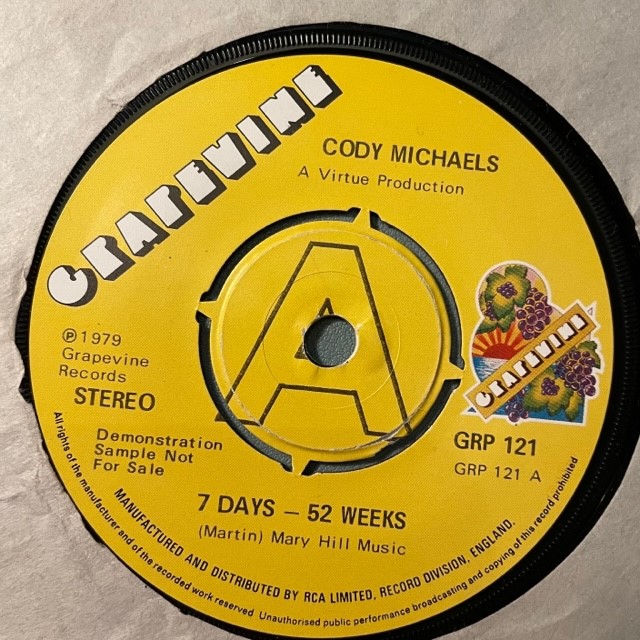 GRAPEVINE
CODY MICHAELS
A Virtue Production
℗ 1979
Grapevine
Records
STEREO
GRAPEVINE
Demonstration
Sample Not
For Sale
A
GRP 121
GRP 121 A
7 DAYS – 52 WEEKS
(Martin) Mary Hill Music
MANUFACTURED AND DISTRIBUTED BY RCA LIMITED, RECORD DIVISION, ENGLAND.
All rights of the manufacturer and of the recorded work reserved Unauthorised public performance broadcasting and copying of this record prohibited